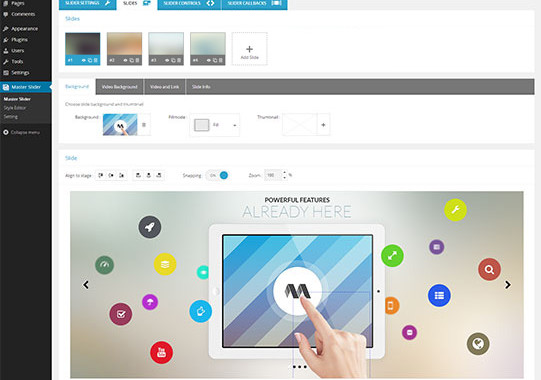 Pages
Comments
Appearance
Plugins
Users
Tools
Settings
Master Slider
Master Slider
Style Editor
Setting
Collapse menu
SLIDER SETTINGS
SLIDES
SLIDER CONTROLS
SLIDER CALLBACKS
Slides
#1
#2
#3
#4
Add Slide
Background
Video Background
Video and Link
Slide Info
Choose slide background and thumbnail
Background
Fillmode
Fill
Thumbnail
Slide
Align to stage:
Snapping:
ON
Zoom:
100
%
POWERFUL FEATURES
ALREADY HERE
You
Tube